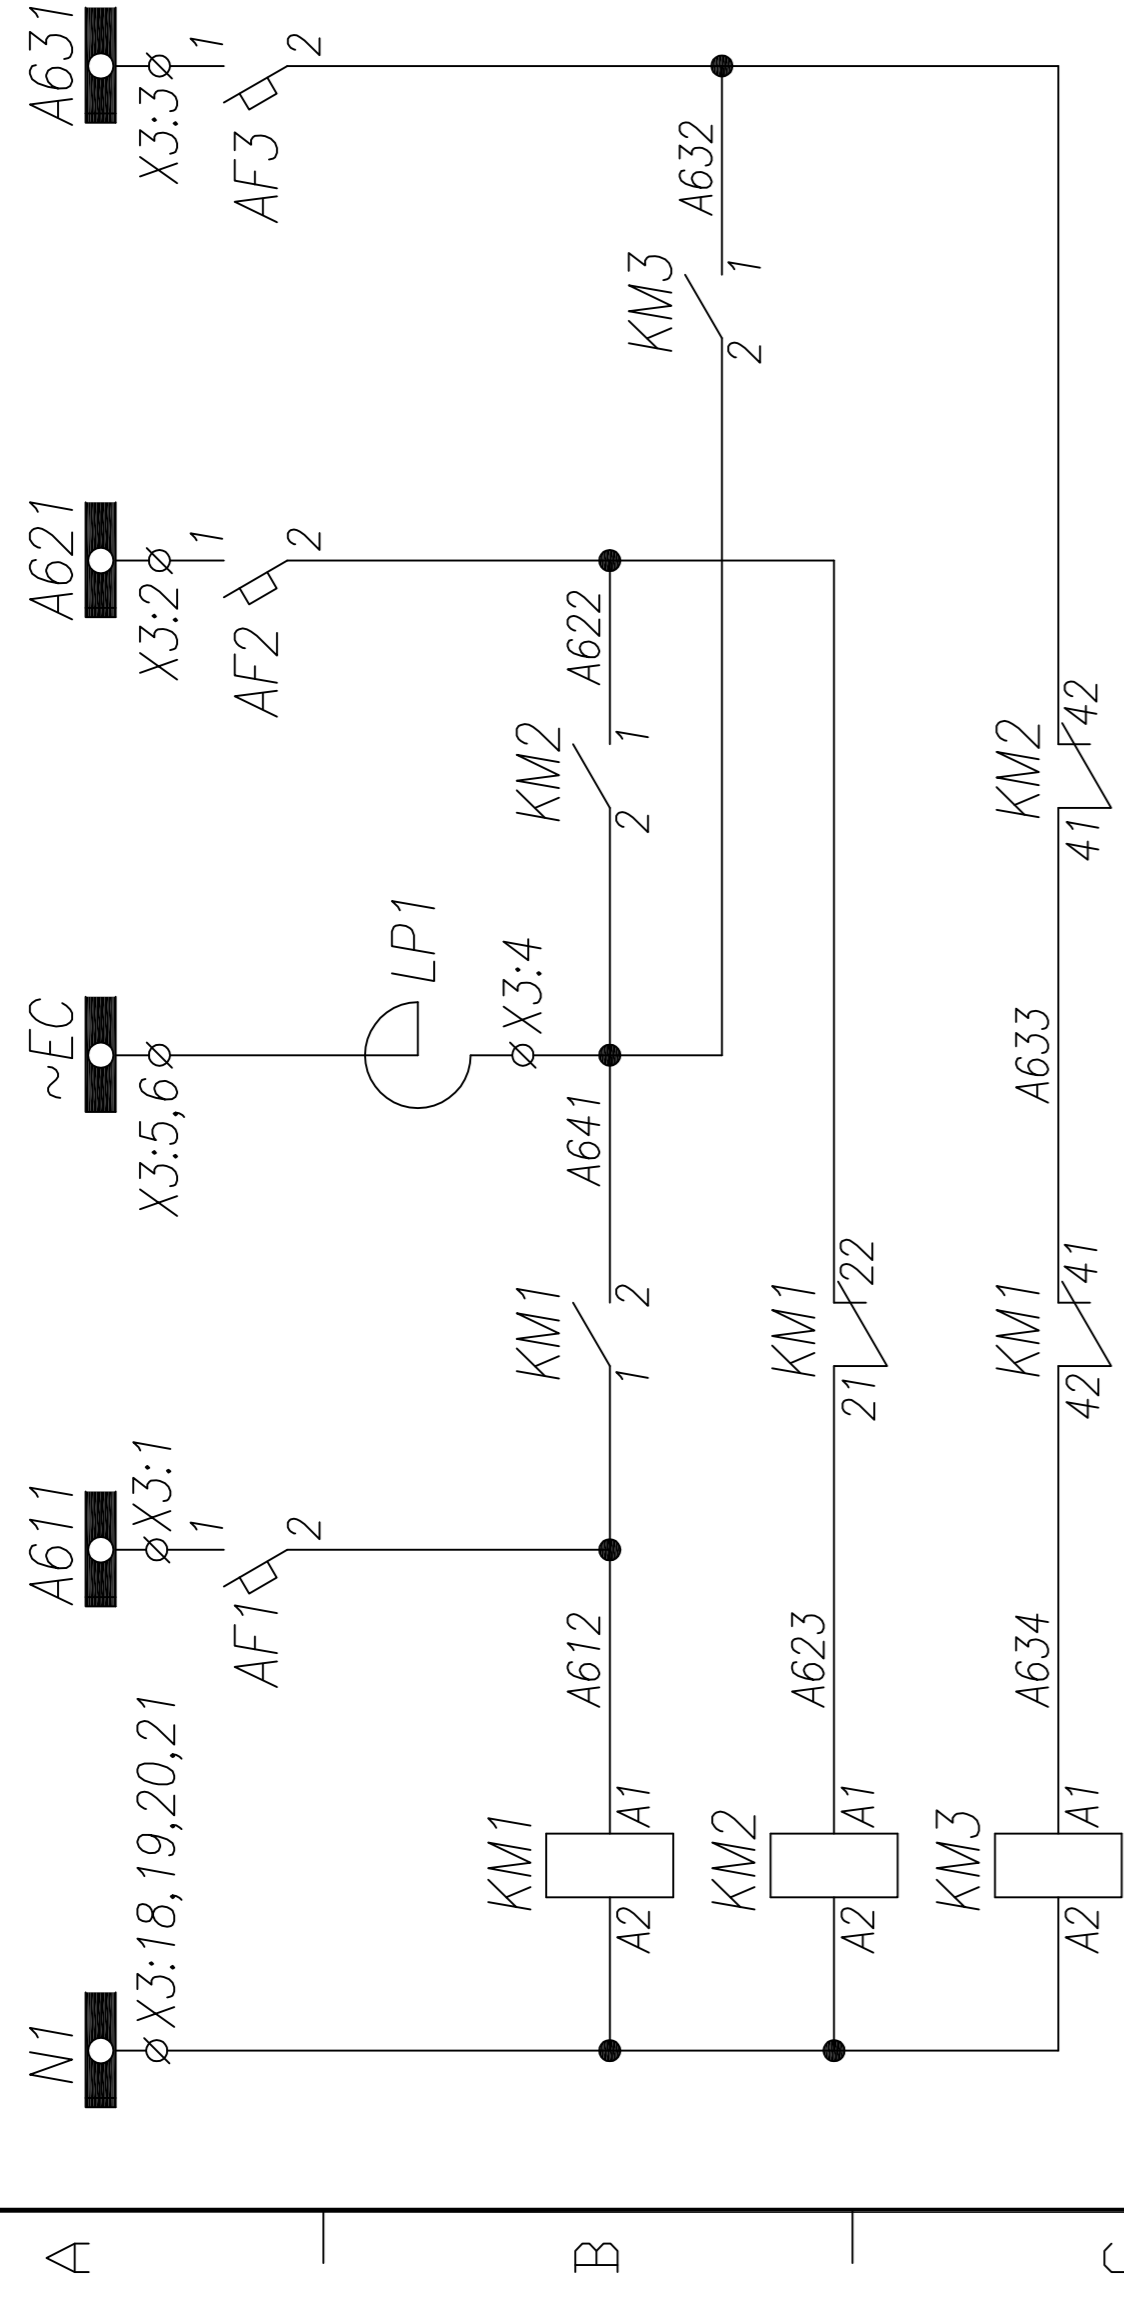 A631
X3:3
1
2
AF3
A632
KM3
1
2
A621
X3:2
1
2
AF2
A622
KM2
1
2
KM2
42
41
~EC
X3:5,6
LP1
X3:4
A641
A633
KM1
2
1
KM1
22
21
KM1
41
42
A611
X3:1
1
2
AF1
A612
A623
A634
N1
X3:18,19,20,21
KM1
A1
A2
KM2
A1
A2
KM3
A1
A2
A
B